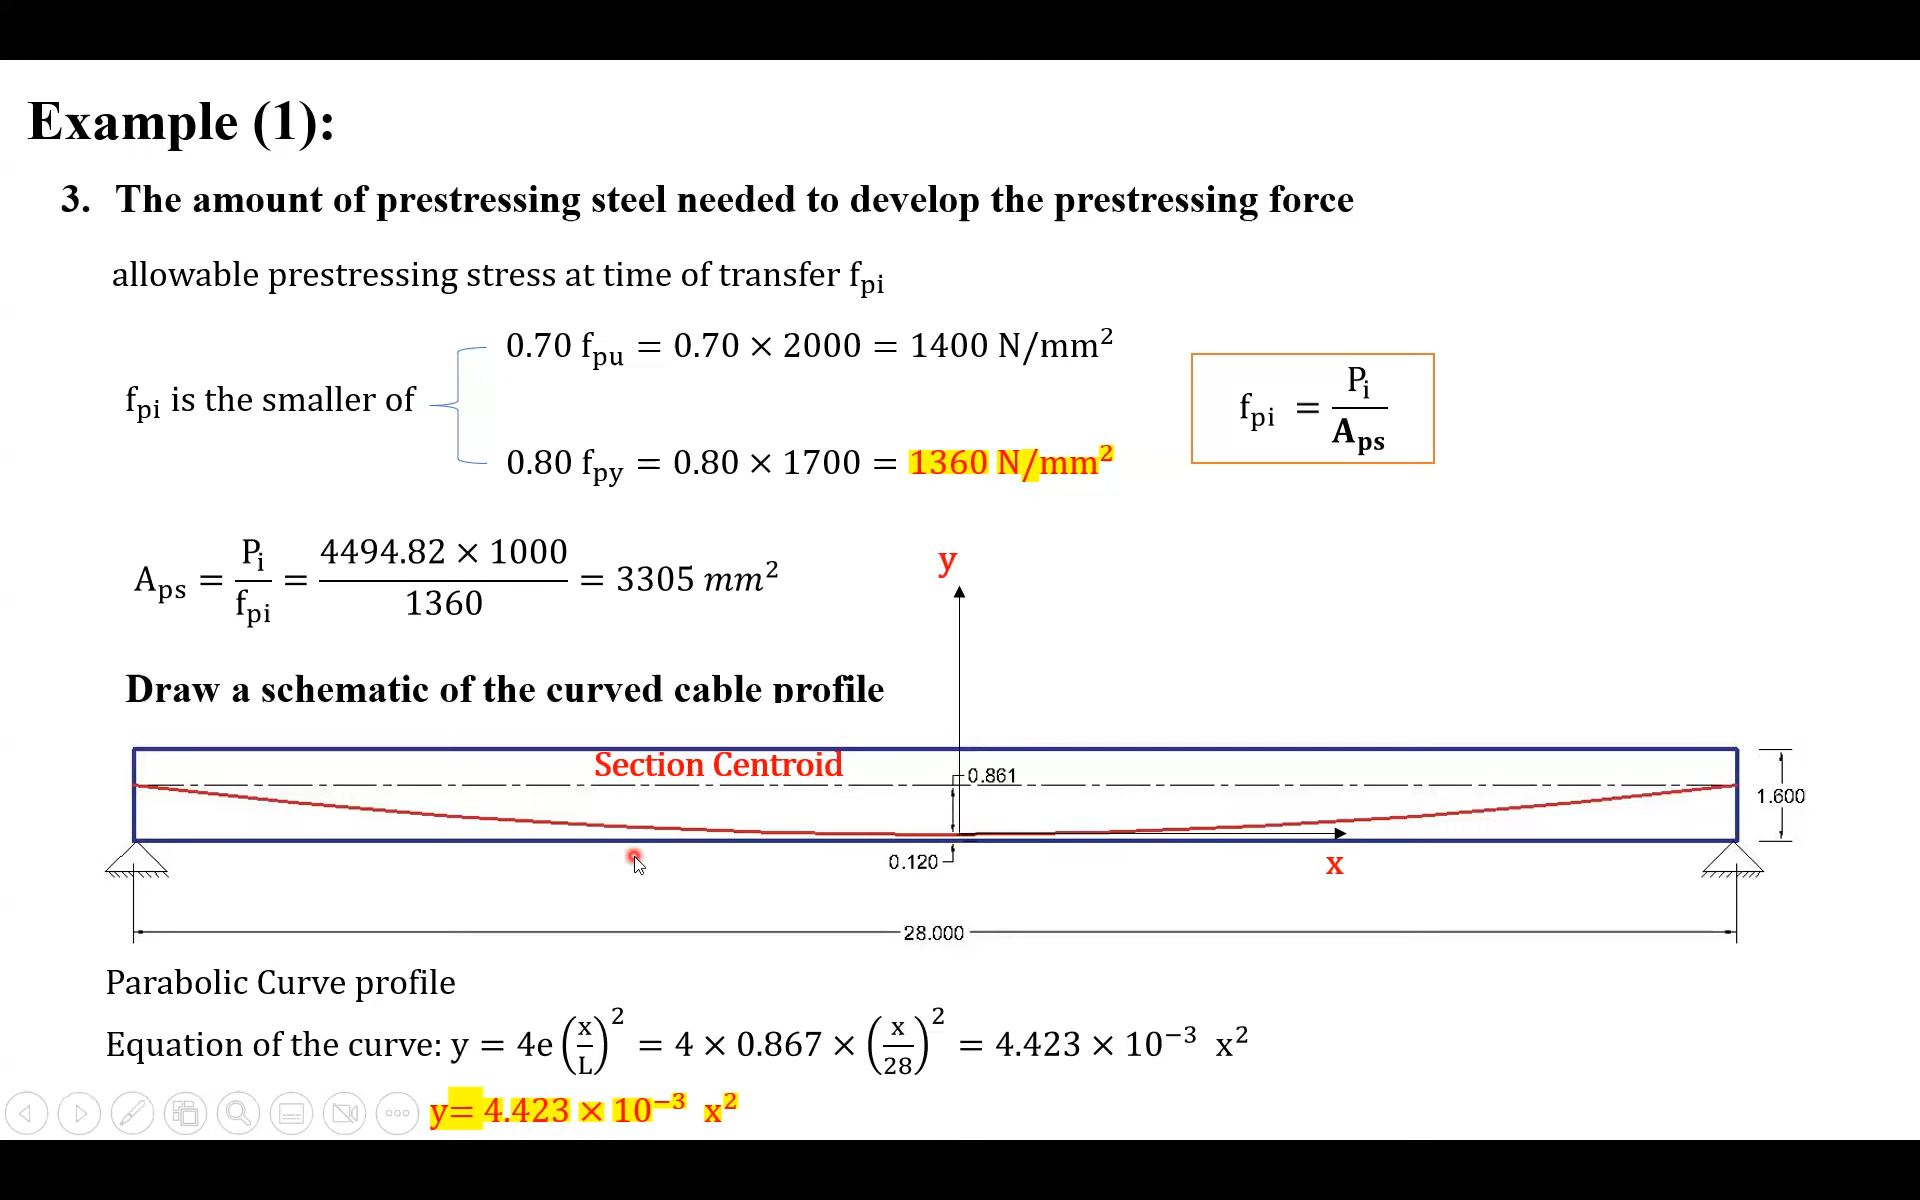 Example (1):
3. The amount of prestressing steel needed to develop the prestressing force
allowable prestressing stress at time of transfer f_pi
f_pi is the smaller of
0.70 f_pu = 0.70 × 2000 = 1400 N/mm²
0.80 f_py = 0.80 × 1700 = 1360 N/mm²
f_pi = P_i / A_ps
A_ps = P_i / f_pi = 4494.82 × 1000 / 1360 = 3305 mm²
Draw a schematic of the curved cable profile
y
Section Centroid
0.861
1.600
0.120
x
28.000
Parabolic Curve profile
Equation of the curve: y = 4e (x/L)² = 4 × 0.867 × (x/28)² = 4.423 × 10⁻³ x²
y= 4.423 × 10⁻³ x²